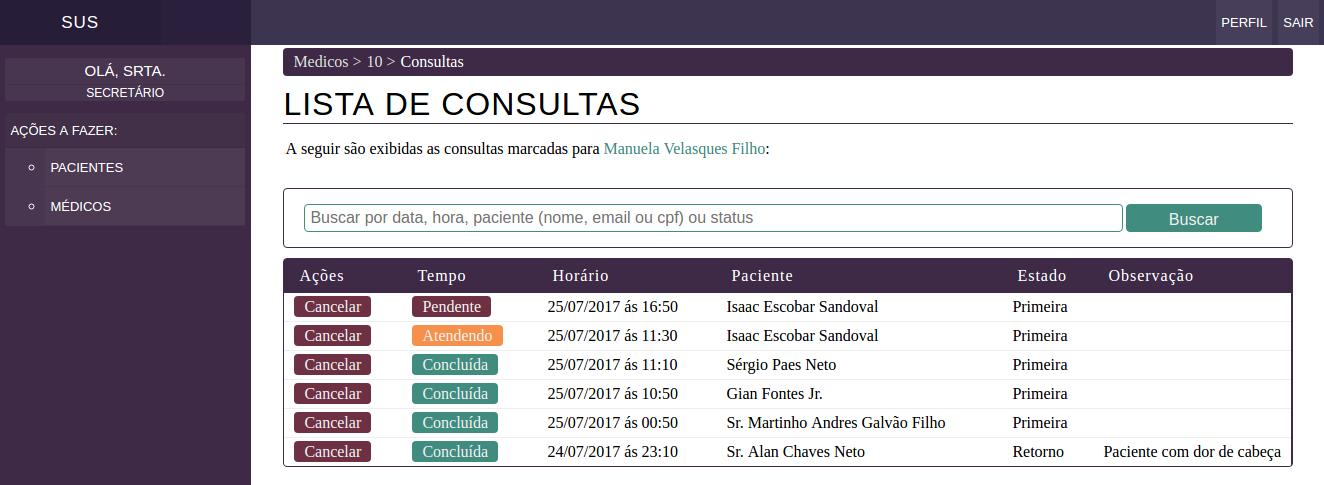 SUS
PERFIL SAIR
OLÁ, SRTA.
SECRETÁRIO
AÇÕES A FAZER:
PACIENTES
MÉDICOS
Medicos > 10 > Consultas
LISTA DE CONSULTAS
A seguir são exibidas as consultas marcadas para Manuela Velasques Filho:
Buscar por data, hora, paciente (nome, email ou cpf) ou status Buscar
Ações Tempo Horário Paciente Estado Observação
Cancelar Pendente 25/07/2017 ás 16:50 Isaac Escobar Sandoval Primeira
Cancelar Atendendo 25/07/2017 ás 11:30 Isaac Escobar Sandoval Primeira
Cancelar Concluída 25/07/2017 ás 11:10 Sérgio Paes Neto Primeira
Cancelar Concluída 25/07/2017 ás 10:50 Gian Fontes Jr. Primeira
Cancelar Concluída 25/07/2017 ás 00:50 Sr. Martinho Andres Galvão Filho Primeira
Cancelar Concluída 24/07/2017 ás 23:10 Sr. Alan Chaves Neto Retorno Paciente com dor de cabeça